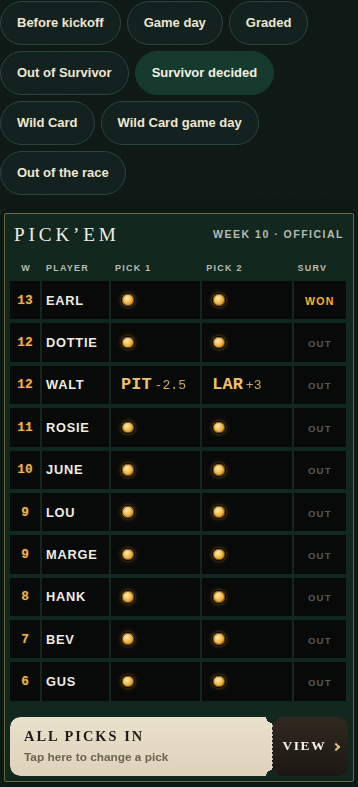 Before kickoff Game day Graded
Out of Survivor Survivor decided
Wild Card Wild Card game day
Out of the race
PICK’EM WEEK 10 · OFFICIAL
W PLAYER PICK 1 PICK 2 SURV
13 EARL WON
12 DOTTIE OUT
12 WALT PIT -2.5 LAR +3 OUT
11 ROSIE OUT
10 JUNE OUT
9 LOU OUT
9 MARGE OUT
8 HANK OUT
7 BEV OUT
6 GUS OUT
ALL PICKS IN
Tap here to change a pick
VIEW